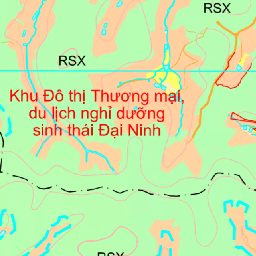 RSX
RSX
Khu Đô thị Thương mại,
du lịch nghỉ dưỡng
sinh thái Đại Ninh
RSX